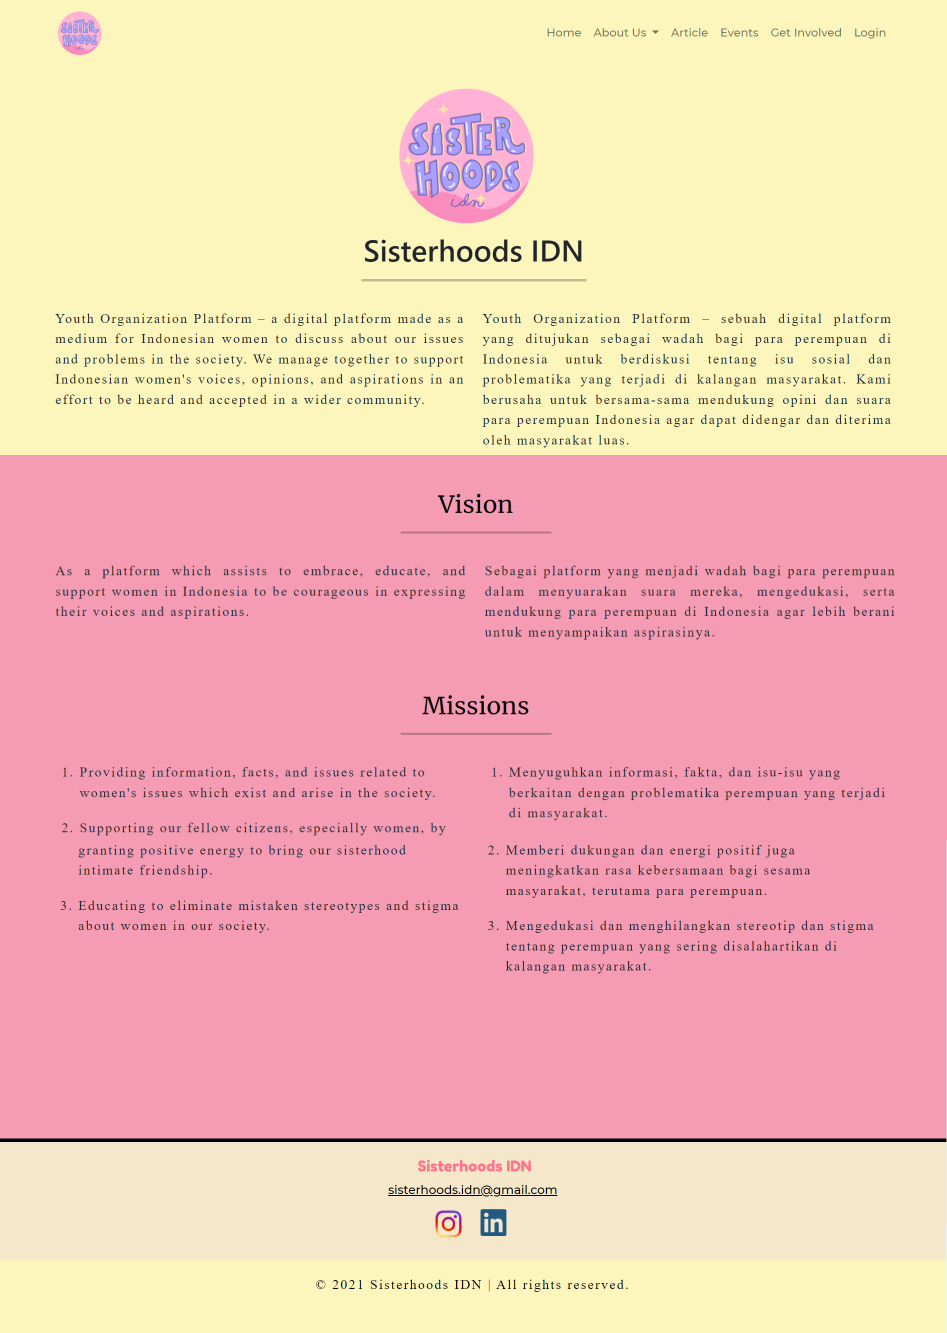 SISTER
HOODS
idn
Home About Us Article Events Get Involved Login
SISTER
HOODS
idn
Sisterhoods IDN
Youth Organization Platform – a digital platform made as a
medium for Indonesian women to discuss about our issues
and problems in the society. We manage together to support
Indonesian women's voices, opinions, and aspirations in an
effort to be heard and accepted in a wider community.
Youth Organization Platform – sebuah digital platform
yang ditujukan sebagai wadah bagi para perempuan di
Indonesia untuk berdiskusi tentang isu sosial dan
problematika yang terjadi di kalangan masyarakat. Kami
berusaha untuk bersama-sama mendukung opini dan suara
para perempuan Indonesia agar dapat didengar dan diterima
oleh masyarakat luas.
Vision
As a platform which assists to embrace, educate, and
support women in Indonesia to be courageous in expressing
their voices and aspirations.
Sebagai platform yang menjadi wadah bagi para perempuan
dalam menyuarakan suara mereka, mengedukasi, serta
mendukung para perempuan di Indonesia agar lebih berani
untuk menyampaikan aspirasinya.
Missions
1. Providing information, facts, and issues related to
women's issues which exist and arise in the society.
2. Supporting our fellow citizens, especially women, by
granting positive energy to bring our sisterhood
intimate friendship.
3. Educating to eliminate mistaken stereotypes and stigma
about women in our society.
1. Menyuguhkan informasi, fakta, dan isu-isu yang
berkaitan dengan problematika perempuan yang terjadi
di masyarakat.
2. Memberi dukungan dan energi positif juga
meningkatkan rasa kebersamaan bagi sesama
masyarakat, terutama para perempuan.
3. Mengedukasi dan menghilangkan stereotip dan stigma
tentang perempuan yang sering disalahartikan di
kalangan masyarakat.
Sisterhoods IDN
sisterhoods.idn@gmail.com
in
© 2021 Sisterhoods IDN | All rights reserved.